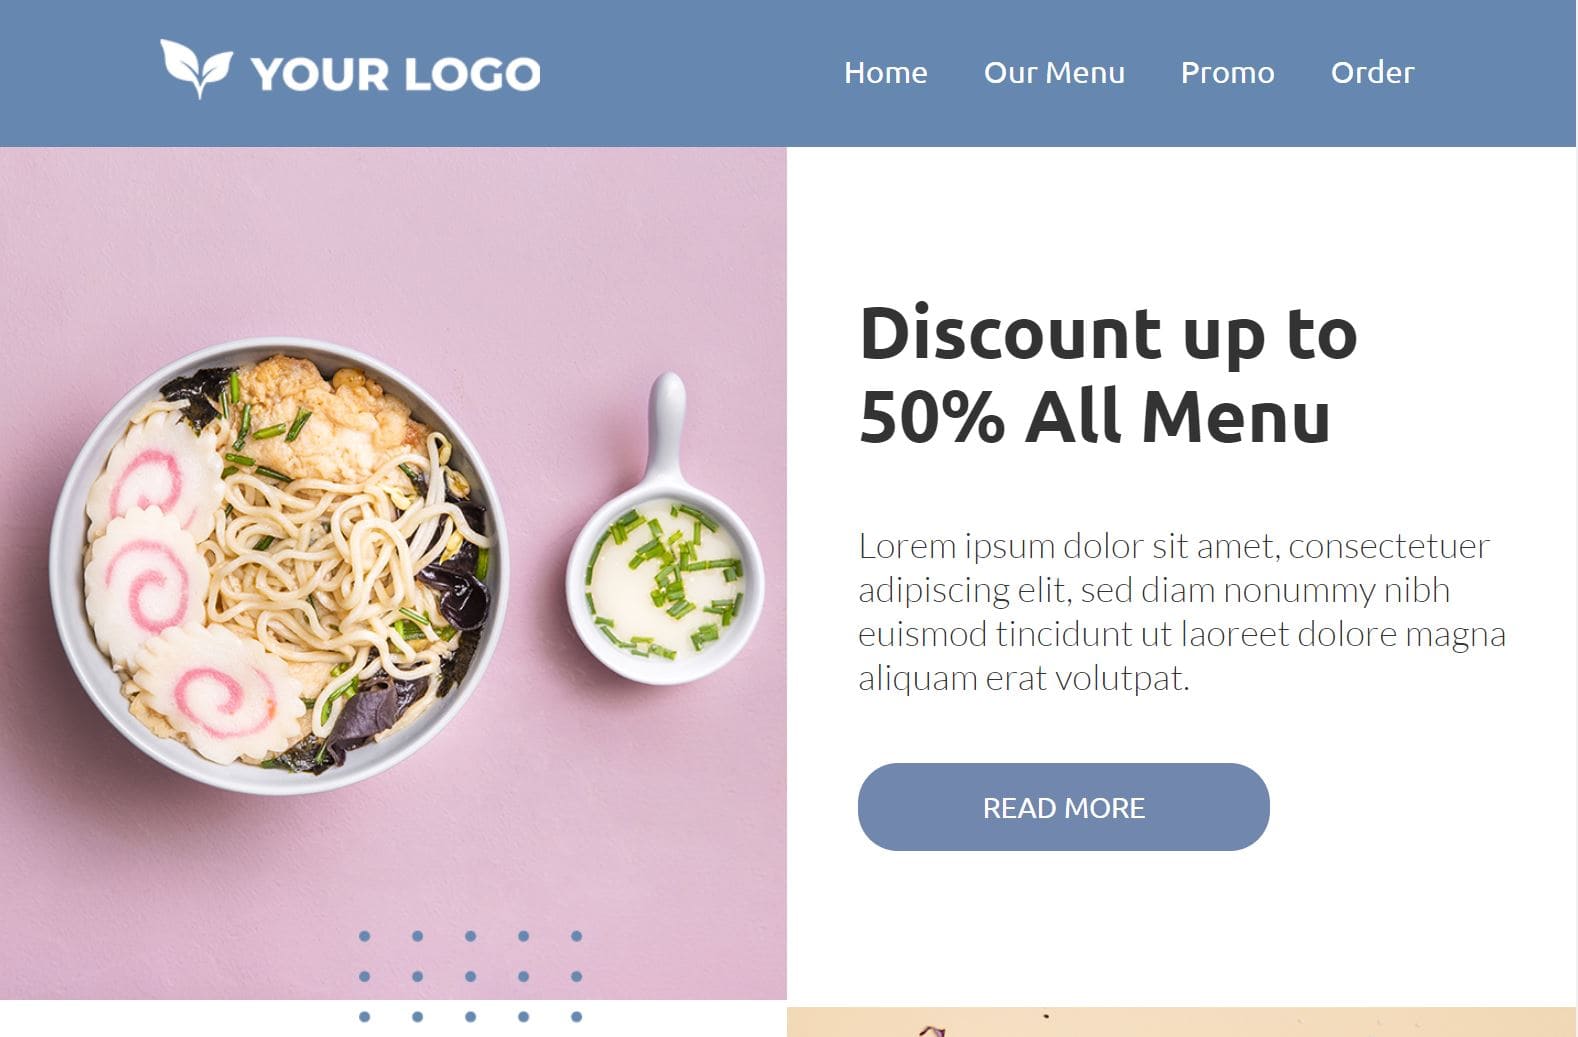 YOUR LOGO
Home
Our Menu
Promo
Order
Discount up to
50% All Menu
Lorem ipsum dolor sit amet, consectetuer
adipiscing elit, sed diam nonummy nibh
euismod tincidunt ut laoreet dolore magna
aliquam erat volutpat.
READ MORE